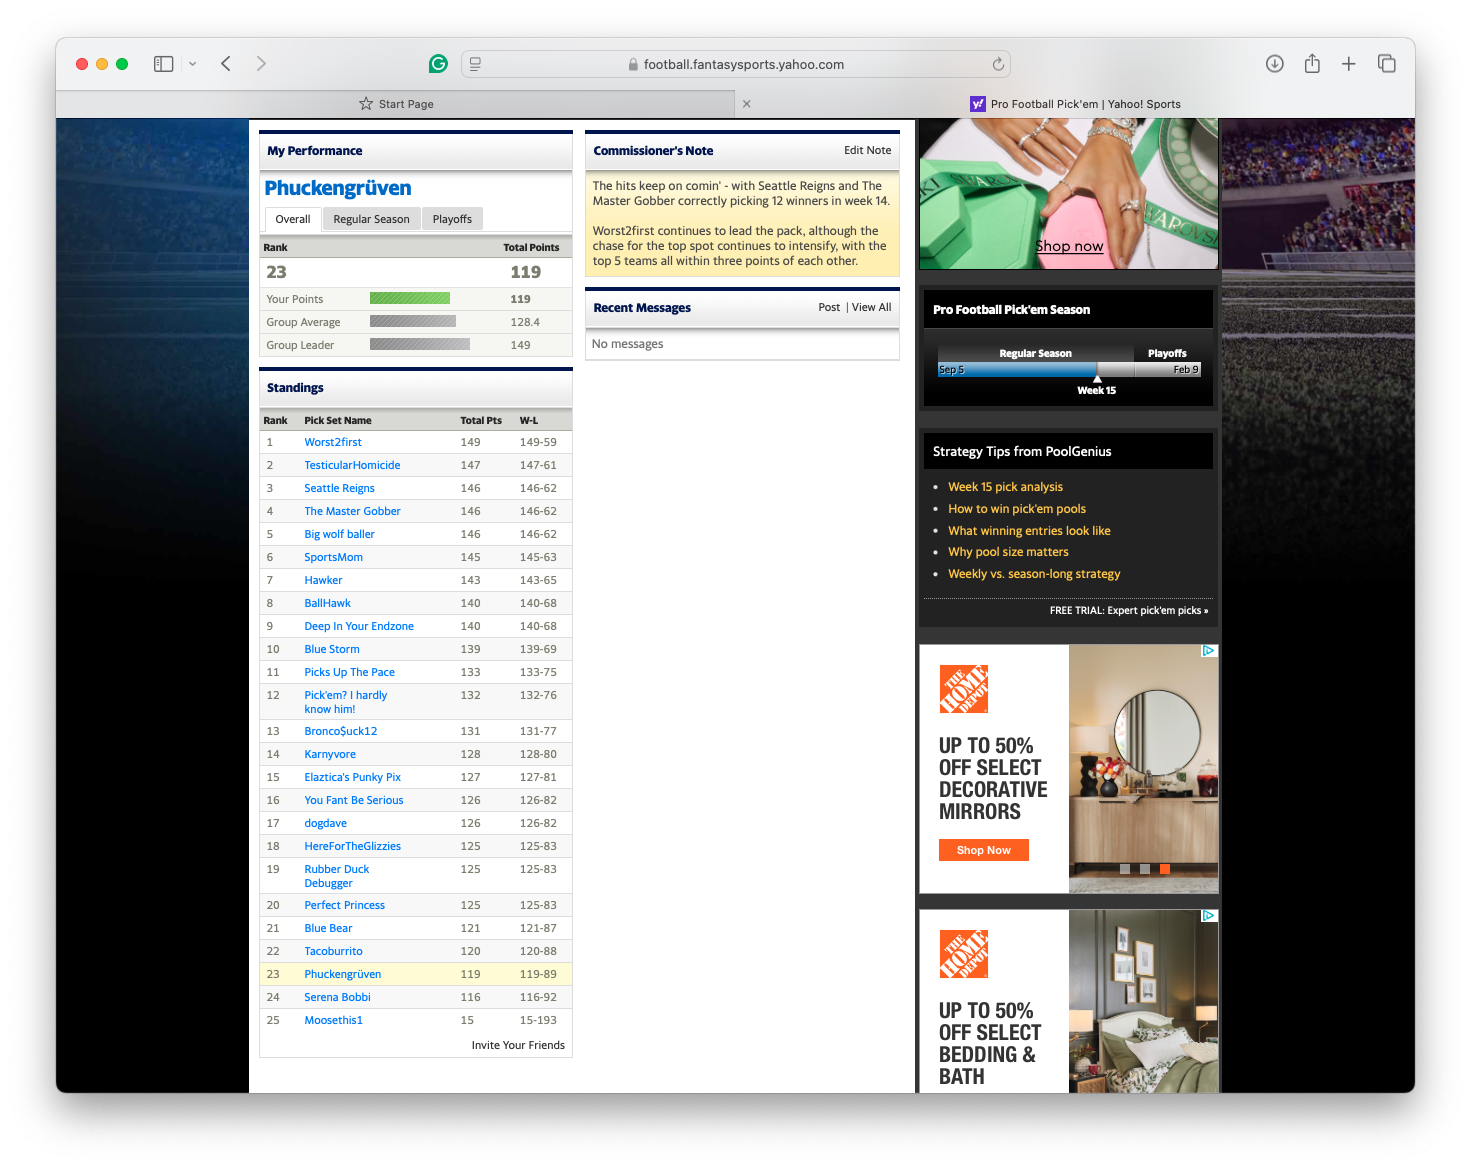 football.fantasysports.yahoo.com
Start Page
Pro Football Pick'em | Yahoo! Sports
My Performance
Phuckengrüven
Overall Regular Season Playoffs
Rank Total Points
23 119
Your Points 119
Group Average 128.4
Group Leader 149
Standings
Rank Pick Set Name Total Pts W-L
1 Worst2first 149 149-59
2 TesticularHomicide 147 147-61
3 Seattle Reigns 146 146-62
4 The Master Gobber 146 146-62
5 Big wolf baller 146 146-62
6 SportsMom 145 145-63
7 Hawker 143 143-65
8 BallHawk 140 140-68
9 Deep In Your Endzone 140 140-68
10 Blue Storm 139 139-69
11 Picks Up The Pace 133 133-75
12 Pick'em? I hardly 132 132-76
know him!
13 Bronco$uck12 131 131-77
14 Karnyvore 128 128-80
15 Elaztica's Punky Pix 127 127-81
16 You Fant Be Serious 126 126-82
17 dogdave 126 126-82
18 HereForTheGlizzies 125 125-83
19 Rubber Duck 125 125-83
Debugger
20 Perfect Princess 125 125-83
21 Blue Bear 121 121-87
22 Tacoburrito 120 120-88
23 Phuckengrüven 119 119-89
24 Serena Bobbi 116 116-92
25 Moosethis1 15 15-193
Invite Your Friends
Commissioner's Note Edit Note
The hits keep on comin' - with Seattle Reigns and The
Master Gobber correctly picking 12 winners in week 14.
Worst2first continues to lead the pack, although the
chase for the top spot continues to intensify, with the
top 5 teams all within three points of each other.
Recent Messages Post | View All
No messages
Shop now
Pro Football Pick'em Season
Regular Season Playoffs
Sep 5 Feb 9
Week 15
Strategy Tips from PoolGenius
• Week 15 pick analysis
• How to win pick'em pools
• What winning entries look like
• Why pool size matters
• Weekly vs. season-long strategy
FREE TRIAL: Expert pick'em picks »
THE HOME DEPOT
UP TO 50%
OFF SELECT
DECORATIVE
MIRRORS
Shop Now
THE HOME DEPOT
UP TO 50%
OFF SELECT
BEDDING &
BATH